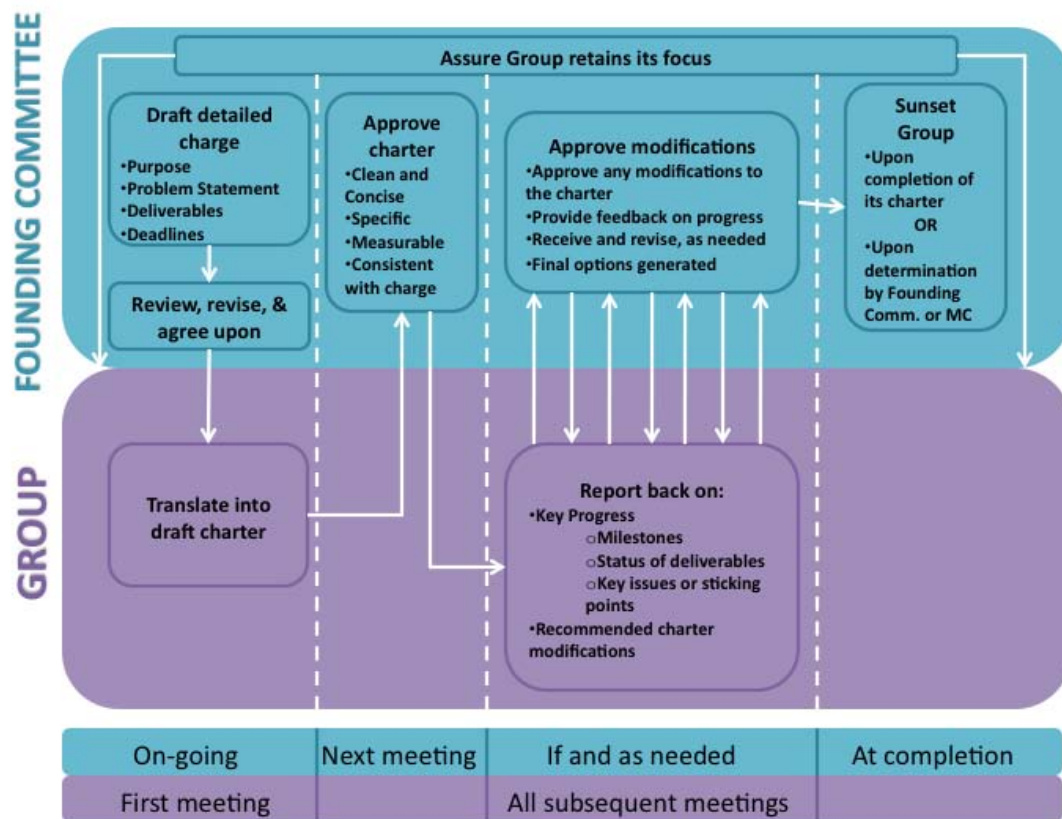 FOUNDING COMMITTEE
Assure Group retains its focus
Draft detailed
charge
•Purpose
•Problem Statement
•Deliverables
•Deadlines
Review, revise, &
agree upon
Approve
charter
•Clean and
Concise
•Specific
•Measurable
•Consistent
with charge
Approve modifications
•Approve any modifications to
the charter
•Provide feedback on progress
•Receive and revise, as needed
•Final options generated
Sunset
Group
•Upon
completion of
its charter
OR
•Upon
determination
by Founding
Comm. or MC
GROUP
Translate into
draft charter
Report back on:
•Key Progress
oMilestones
oStatus of deliverables
oKey issues or sticking
points
•Recommended charter
modifications
On-going
Next meeting
If and as needed
At completion
First meeting
All subsequent meetings